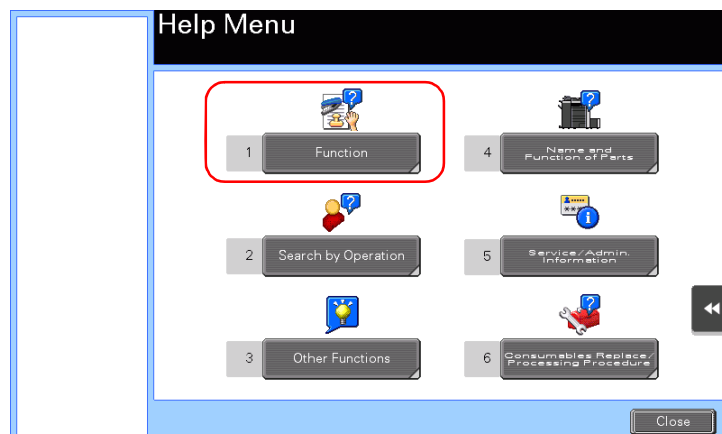 Help Menu
1 Function
4 Name and
Function of Parts
2 Search by Operation
5 Service/Admin.
Information
3 Other Functions
6 Consumables Replace/
Processing Procedure
Close